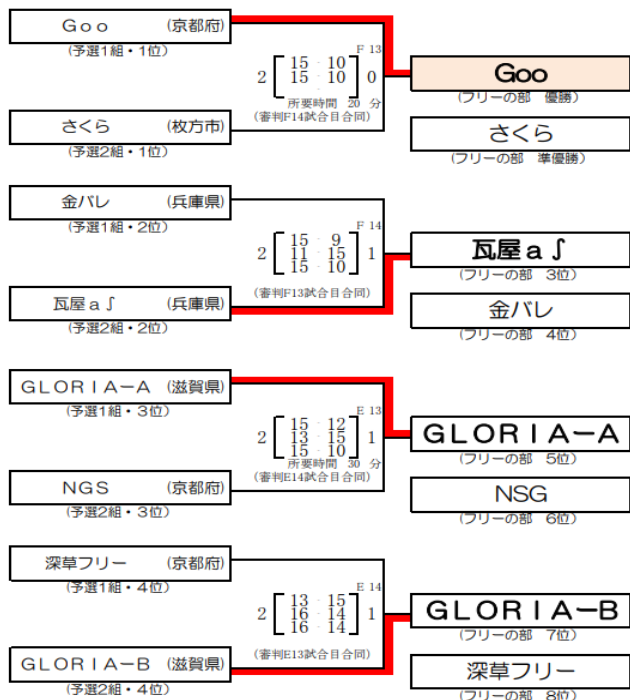 Goo (京都府)
(予選1組・1位)
F 13
2 [ 15 - 10 ] 0
15 - 10
-
所要時間 20 分
(審判F14試合目合同)
さくら (枚方市)
(予選2組・1位)
Goo
(フリーの部 優勝)
さくら
(フリーの部 準優勝)
金バレ (兵庫県)
(予選1組・2位)
F 14
2 [ 15 - 9 ] 1
11 - 15
15 - 10
(審判F13試合目合同)
瓦屋a∫ (兵庫県)
(予選2組・2位)
瓦屋a∫
(フリーの部 3位)
金バレ
(フリーの部 4位)
GLORIA-A (滋賀県)
(予選1組・3位)
E 13
2 [ 15 - 12 ] 1
13 - 15
15 - 10
所要時間 30 分
(審判E14試合目合同)
NGS (京都府)
(予選2組・3位)
GLORIA-A
(フリーの部 5位)
NSG
(フリーの部 6位)
深草フリー (京都府)
(予選1組・4位)
E 14
2 [ 13 - 15 ] 1
16 - 14
16 - 14
(審判E13試合目合同)
GLORIA-B (滋賀県)
(予選2組・4位)
GLORIA-B
(フリーの部 7位)
深草フリー
(フリーの部 8位)